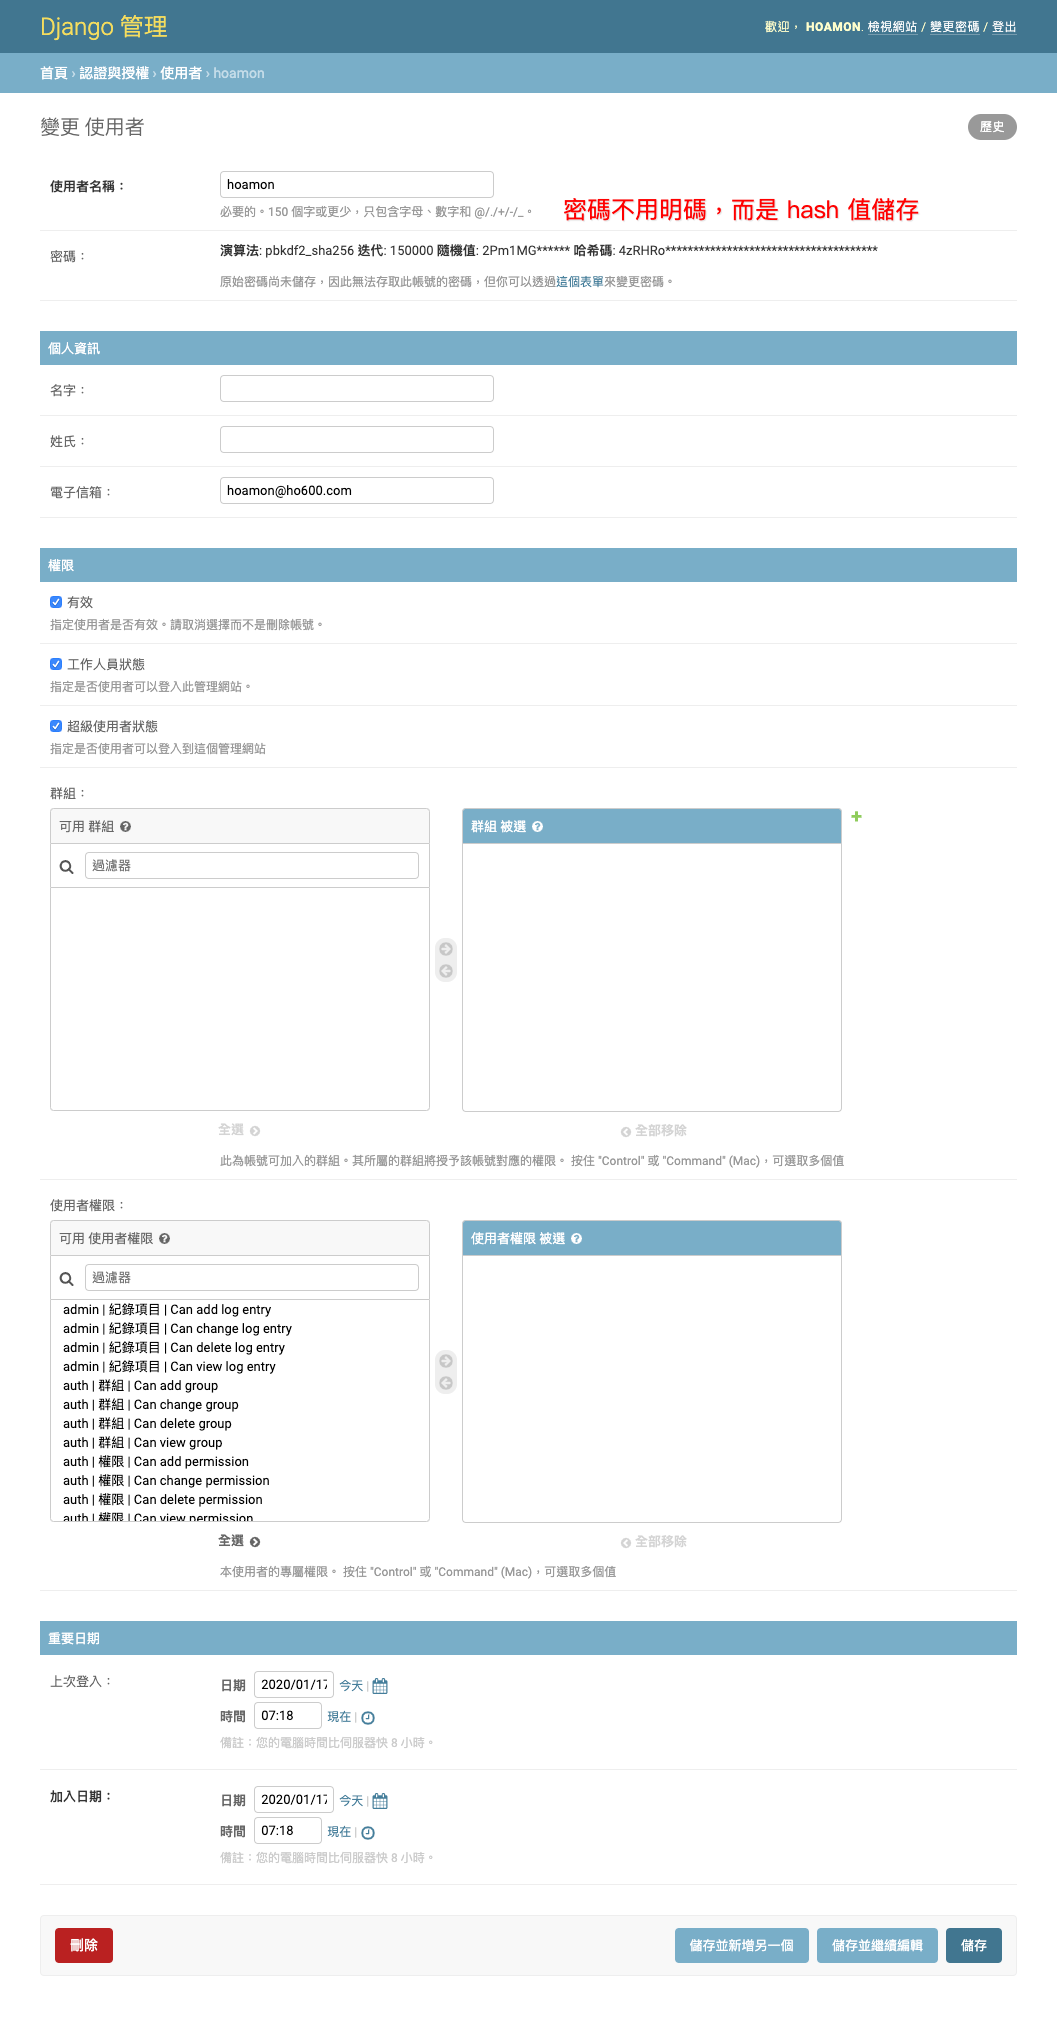 Django 管理
歡迎， HOAMON. 檢視網站 / 變更密碼 / 登出
首頁 › 認證與授權 › 使用者 › hoamon
變更 使用者
歷史
使用者名稱：
hoamon
必要的。150 個字或更少，只包含字母、數字和 @/./+/-/_。
密碼不用明碼，而是 hash 值儲存
密碼：
演算法: pbkdf2_sha256 迭代: 150000 隨機值: 2Pm1MG****** 哈希碼: 4zRHRo**************************************
原始密碼尚未儲存，因此無法存取此帳號的密碼，但你可以透過這個表單來變更密碼。
個人資訊
名字：
姓氏：
電子信箱：
hoamon@ho600.com
權限
有效
指定使用者是否有效。請取消選擇而不是刪除帳號。
工作人員狀態
指定是否使用者可以登入此管理網站。
超級使用者狀態
指定是否使用者可以登入到這個管理網站
群組：
可用 群組
過濾器
群組 被選
全選
全部移除
此為帳號可加入的群組。其所屬的群組將授予該帳號對應的權限。 按住 "Control" 或 "Command" (Mac)，可選取多個值
使用者權限：
可用 使用者權限
過濾器
使用者權限 被選
admin | 紀錄項目 | Can add log entry
admin | 紀錄項目 | Can change log entry
admin | 紀錄項目 | Can delete log entry
admin | 紀錄項目 | Can view log entry
auth | 群組 | Can add group
auth | 群組 | Can change group
auth | 群組 | Can delete group
auth | 群組 | Can view group
auth | 權限 | Can add permission
auth | 權限 | Can change permission
auth | 權限 | Can delete permission
auth | 權限 | Can view permission
全選
全部移除
本使用者的專屬權限。 按住 "Control" 或 "Command" (Mac)，可選取多個值
重要日期
上次登入：
日期 2020/01/17 今天 |
時間 07:18 現在 |
備註：您的電腦時間比伺服器快 8 小時。
加入日期：
日期 2020/01/17 今天 |
時間 07:18 現在 |
備註：您的電腦時間比伺服器快 8 小時。
刪除
儲存並新增另一個
儲存並繼續編輯
儲存